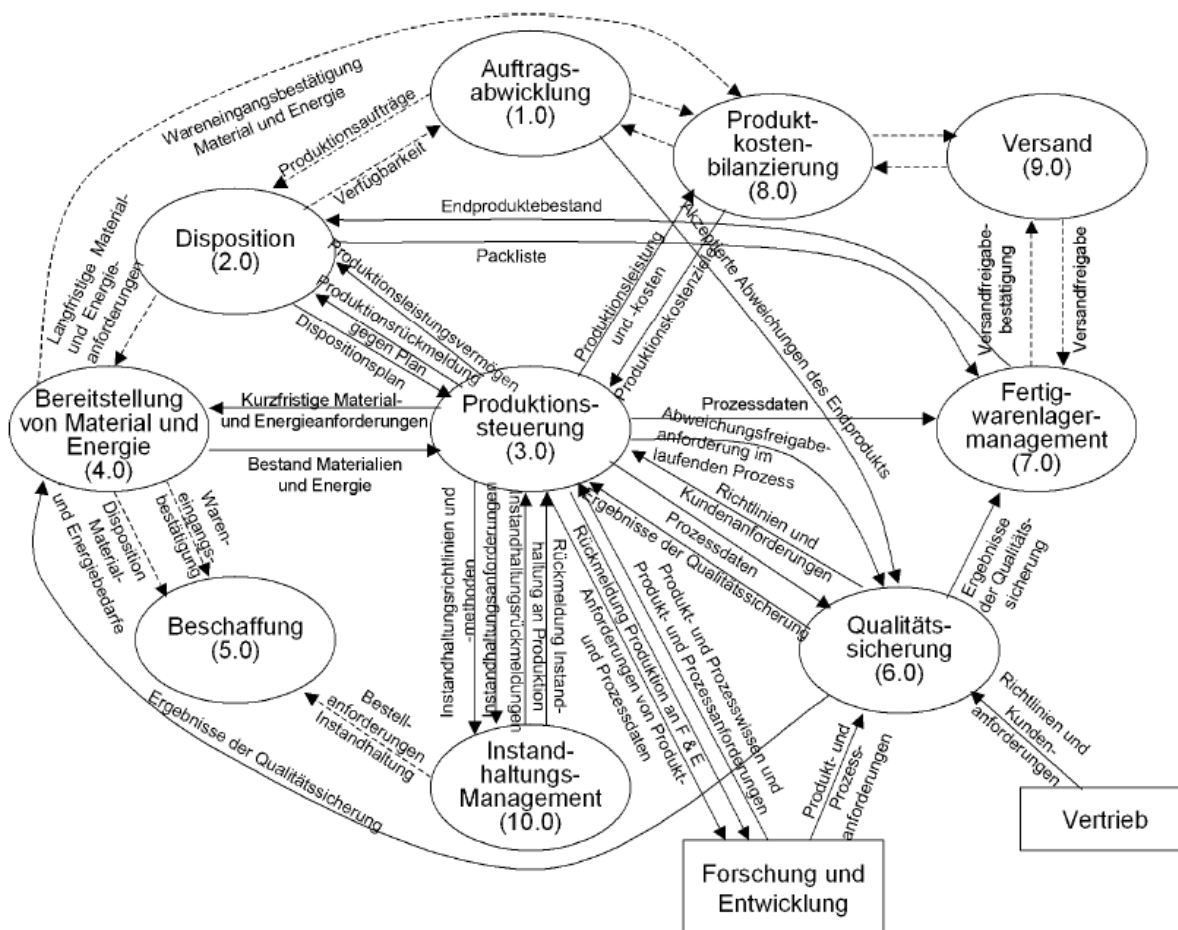 Auftrags-
abwicklung
(1.0)
Produkt-
kosten-
bilanzierung
(8.0)
Versand
(9.0)
Wareneingangsbestätigung
Material und Energie
Produktionsaufträge
Verfügbarkeit
Disposition
(2.0)
Endproduktebestand
Packliste
Langfristige Material-
und Energie-
anforderungen
Produktionsleistungsvermögen
Produktionsrückmeldung
gegen Plan
Dispositionsplan
Produktionsleistung
und -kosten
Produktionskostenziele
Akzeptierte Abweichungen des Endprodukts
Versandfreigabe-
bestätigung
Versandfreigabe
Bereitstellung
von Material und
Energie
(4.0)
Kurzfristige Material-
und Energieanforderungen
Bestand Materialien
und Energie
Produktions-
steuerung
(3.0)
Prozessdaten
Abweichungsfreigabe-
anforderung im
laufenden Prozess
Fertig-
warenlager-
management
(7.0)
Richtlinien und
Kundenanforderungen
Prozessdaten
Ergebnisse der Qualitätssicherung
Ergebnisse
der Qualitäts-
sicherung
Waren-
eingangs-
bestätigung
Disposition
Material-
und Energiebedarfe
Beschaffung
(5.0)
Instandhaltungsrichtlinien und
-methoden
Instandhaltungsanforderungen
Instandhaltungsrückmeldungen
Rückmeldung Instand-
haltung an Produktion
Produkt- und Prozesswissen und
Produkt- und Prozessanforderungen
Rückmeldung Produktion an F & E
Anforderungen von Produkt-
und Prozessdaten
Qualitäts-
sicherung
(6.0)
Bestell-
anforderungen
Instandhaltung
Ergebnisse der Qualitätssicherung
Instand-
haltungs-
Management
(10.0)
Produkt- und
Prozess-
anforderungen
Richtlinien und
Kunden-
anforderungen
Forschung und
Entwicklung
Vertrieb